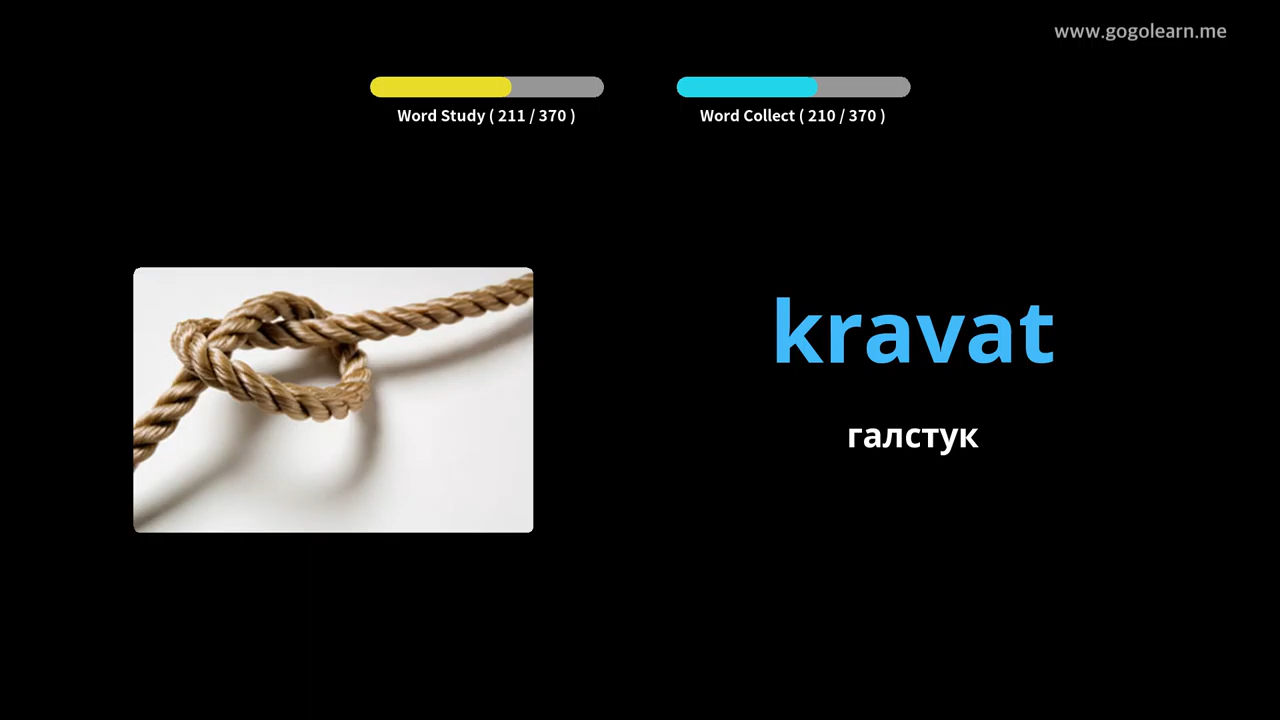 www.gogolearn.me
Word Study ( 211 / 370 )
Word Collect ( 210 / 370 )
kravat
галстук